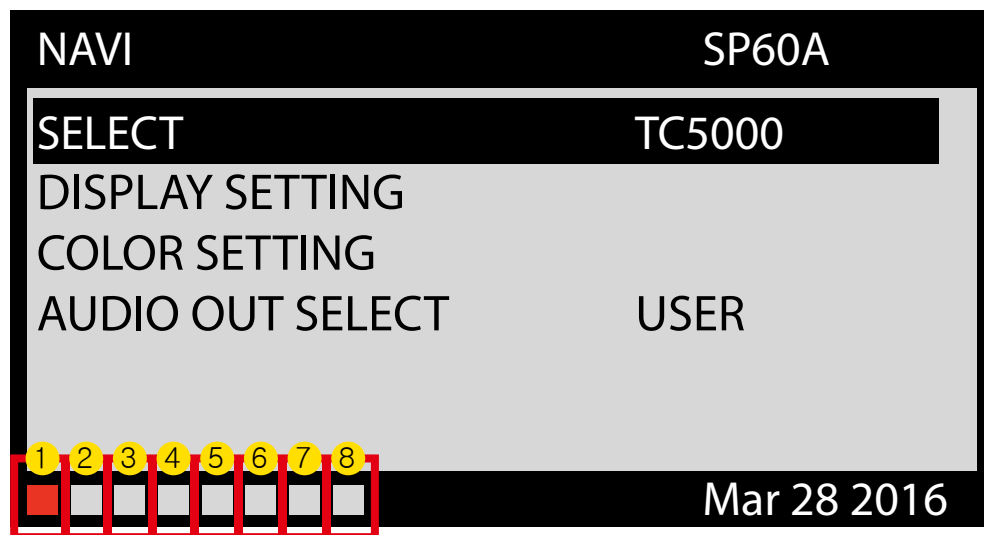 NAVI SP60A
SELECT TC5000
DISPLAY SETTING
COLOR SETTING
AUDIO OUT SELECT USER
1 2 3 4 5 6 7 8
Mar 28 2016